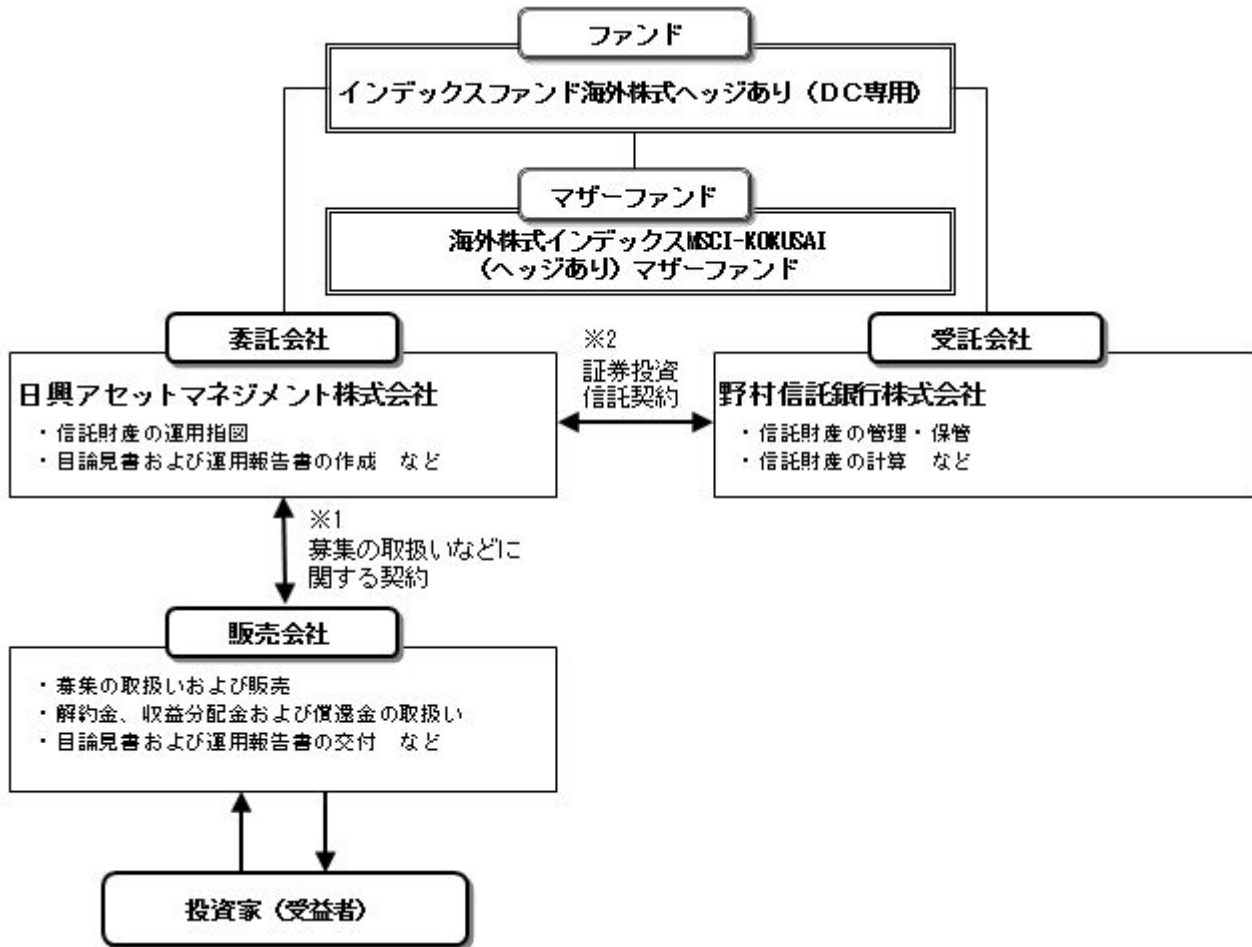 ファンド
インデックスファンド海外株式ヘッジあり（DC専用）
マザーファンド
海外株式インデックスMSCI-KOKUSAI
（ヘッジあり）マザーファンド
委託会社
日興アセットマネジメント株式会社
・信託財産の運用指図
・目論見書および運用報告書の作成　など
※2
証券投資
信託契約
受託会社
野村信託銀行株式会社
・信託財産の管理・保管
・信託財産の計算　など
※1
募集の取扱いなどに
関する契約
販売会社
・募集の取扱いおよび販売
・解約金、収益分配金および償還金の取扱い
・目論見書および運用報告書の交付　など
投資家（受益者）